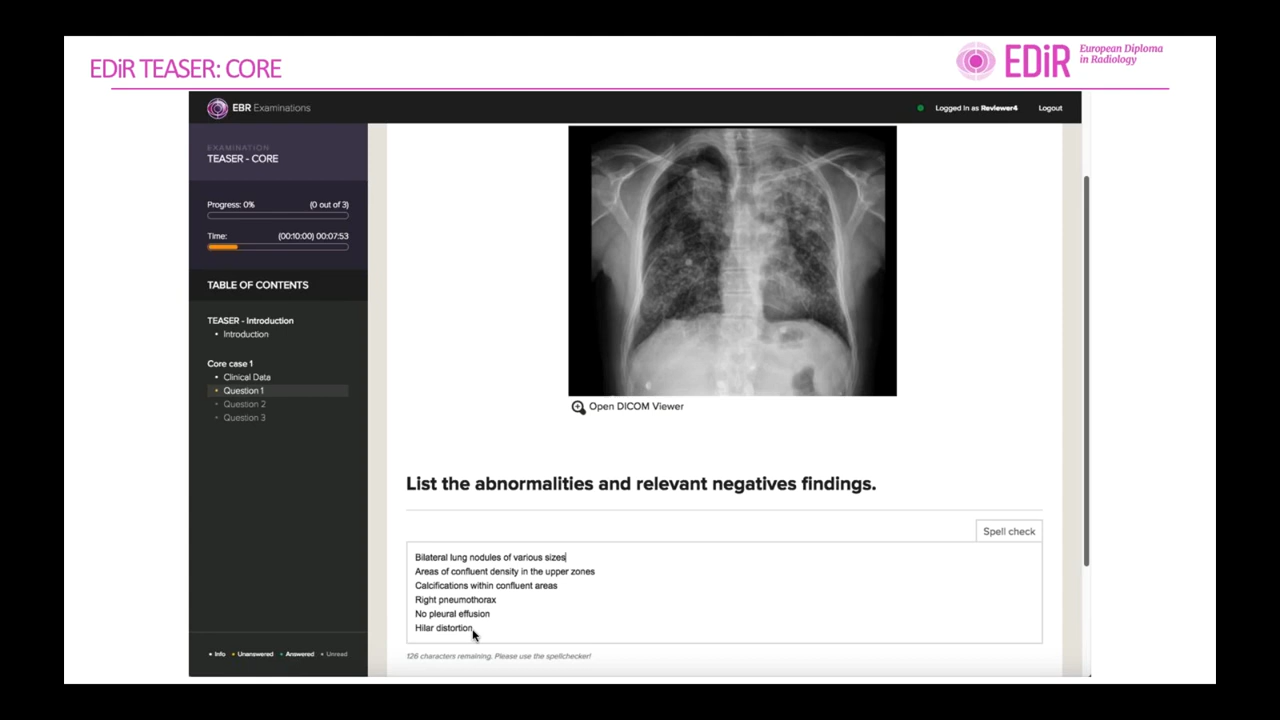 EDiR TEASER: CORE
EDiR European Diploma
in Radiology
EBR Examinations
Logged in as Reviewer4 Logout
EXAMINATION
TEASER - CORE
Progress: 0% (0 out of 3)
Time: (00:10:00) 00:07:53
TABLE OF CONTENTS
TEASER - Introduction
• Introduction
Core case 1
• Clinical Data
• Question 1
• Question 2
• Question 3
• Info • Unanswered • Answered • Unread
Open DICOM Viewer
List the abnormalities and relevant negatives findings.
Spell check
Bilateral lung nodules of various sizes
Areas of confluent density in the upper zones
Calcifications within confluent areas
Right pneumothorax
No pleural effusion
Hilar distortion
126 characters remaining. Please use the spellchecker!